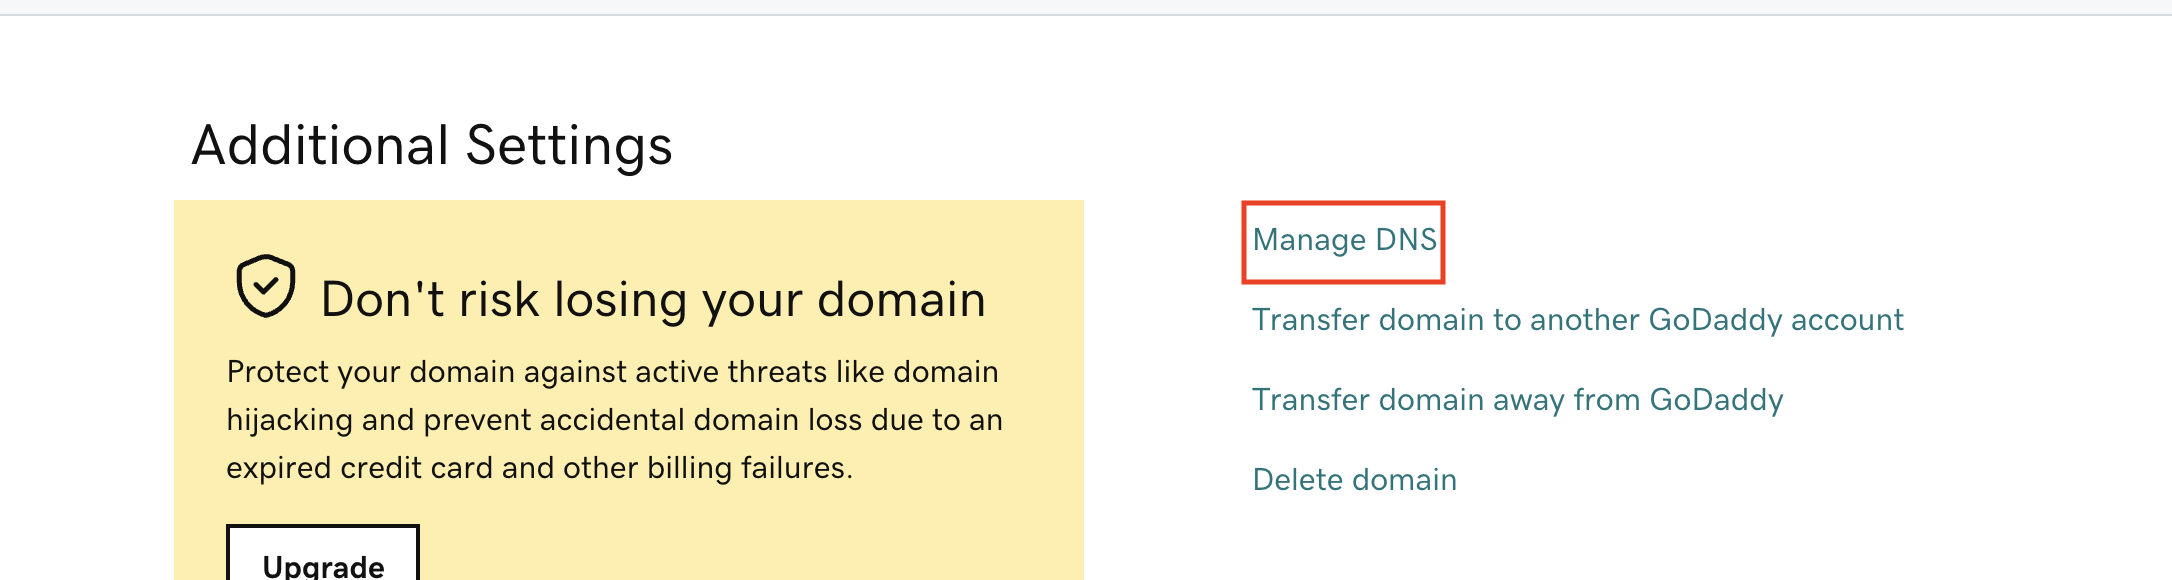 Additional Settings
Don't risk losing your domain
Protect your domain against active threats like domain
hijacking and prevent accidental domain loss due to an
expired credit card and other billing failures.
Upgrade
Manage DNS
Transfer domain to another GoDaddy account
Transfer domain away from GoDaddy
Delete domain